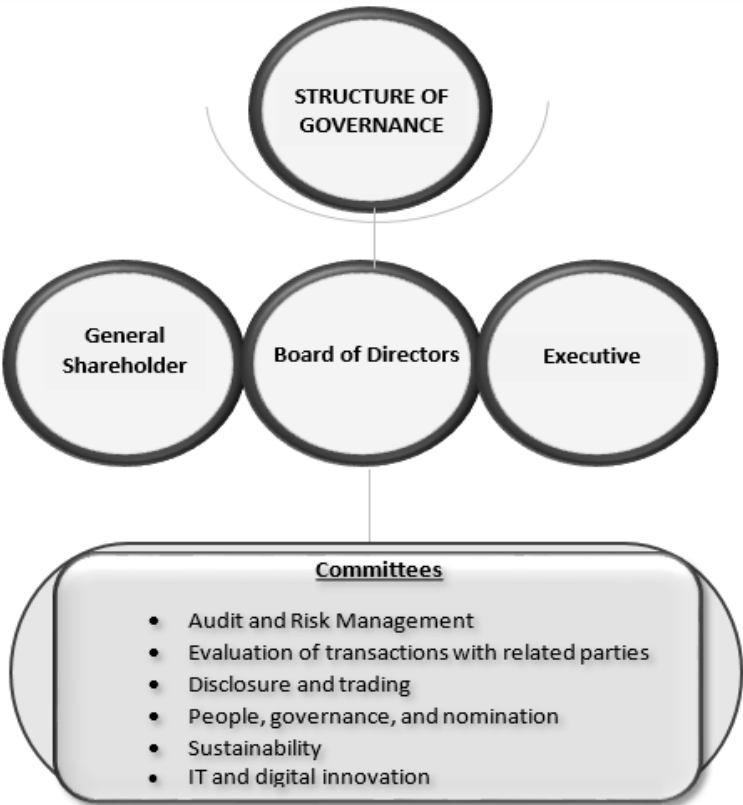 STRUCTURE OF
GOVERNANCE
General
Shareholder
Board of Directors
Executive
Committees
• Audit and Risk Management
• Evaluation of transactions with related parties
• Disclosure and trading
• People, governance, and nomination
• Sustainability
• IT and digital innovation